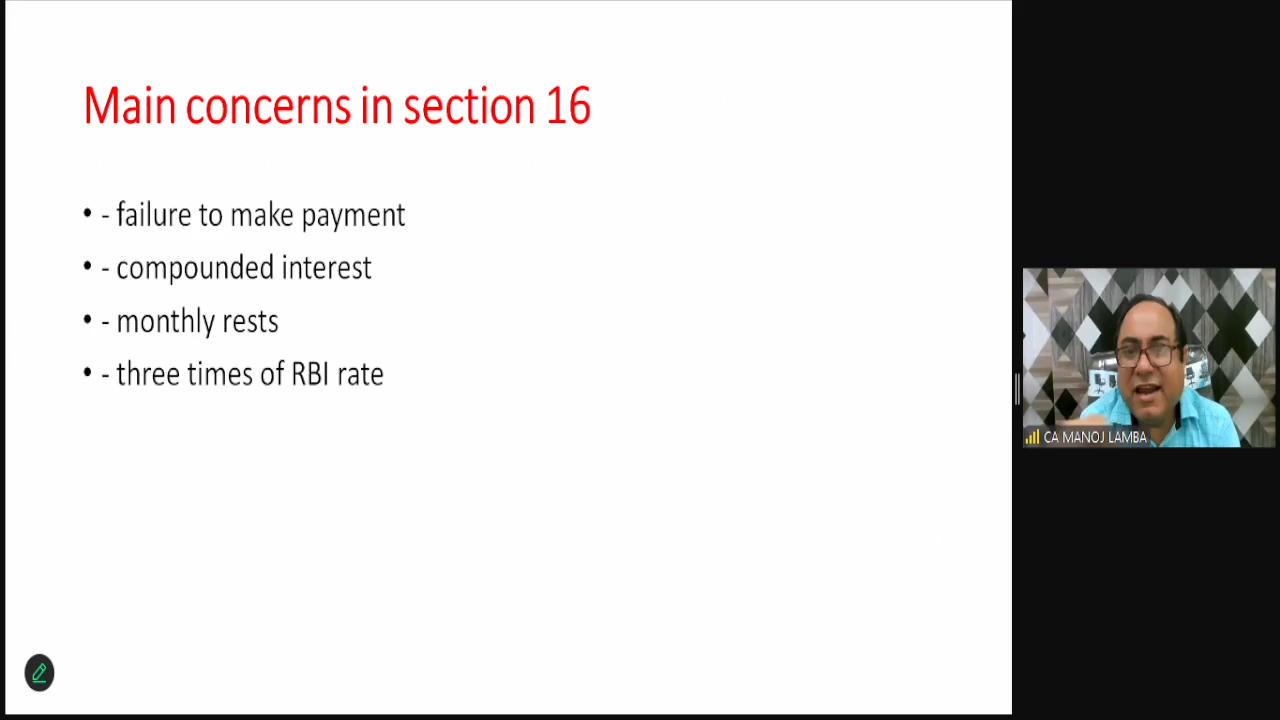 Main concerns in section 16
• - failure to make payment
• - compounded interest
• - monthly rests
• - three times of RBI rate
CA MANOJ LAMBA